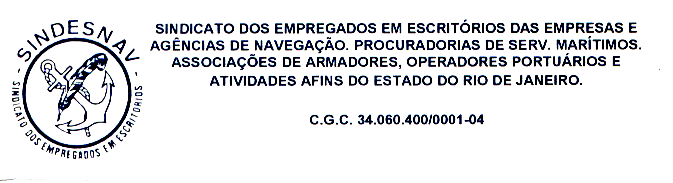 SINDESNAV
SINDICATO DOS EMPREGADOS EM ESCRITORIOS
SINDICATO DOS EMPREGADOS EM ESCRITÓRIOS DAS EMPRESAS E
AGÊNCIAS DE NAVEGAÇÃO. PROCURADORIAS DE SERV. MARÍTIMOS.
ASSOCIAÇÕES DE ARMADORES, OPERADORES PORTUÁRIOS E
ATIVIDADES AFINS DO ESTADO DO RIO DE JANEIRO.
C.G.C. 34.060.400/0001-04